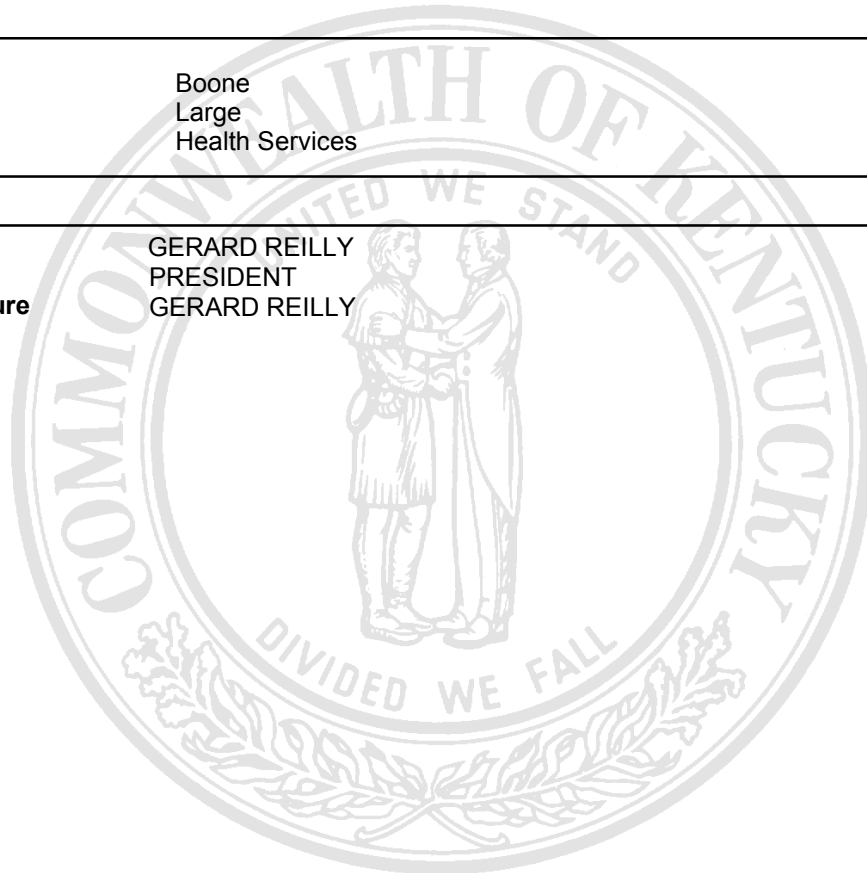 Boone
Large
Health Services
GERARD REILLY
PRESIDENT
ure GERARD REILLY
COMMONWEALTH OF KENTUCKY
UNITED WE STAND
DIVIDED WE FALL